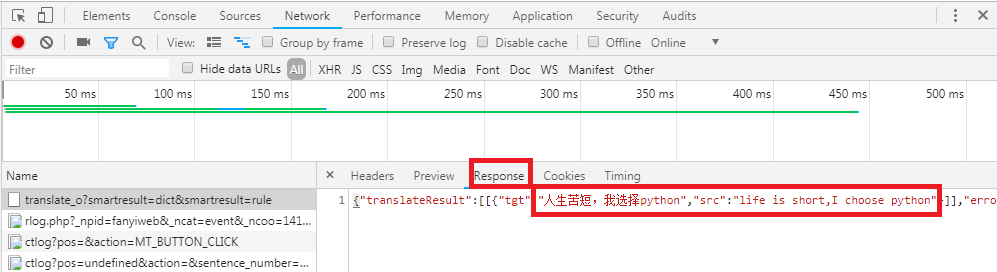 Elements Console Sources Network Performance Memory Application Security Audits
View: Group by frame Preserve log Disable cache Offline Online
Filter Hide data URLs All XHR JS CSS Img Media Font Doc WS Manifest Other
50 ms 100 ms 150 ms 200 ms 250 ms 300 ms 350 ms 400 ms 450 ms 500 ms
Name × Headers Preview Response Cookies Timing
translate_o?smartresult=dict&smartresult=rule
1 {"translateResult":[[{"tgt" "人生苦短，我选择python","src":"life is short,I choose python"}]],"erro
rlog.php?_npid=fanyiweb&_ncat=event&_ncoo=141...
ctlog?pos=&action=MT_BUTTON_CLICK
ctlog?pos=undefined&action=&sentence_number=...